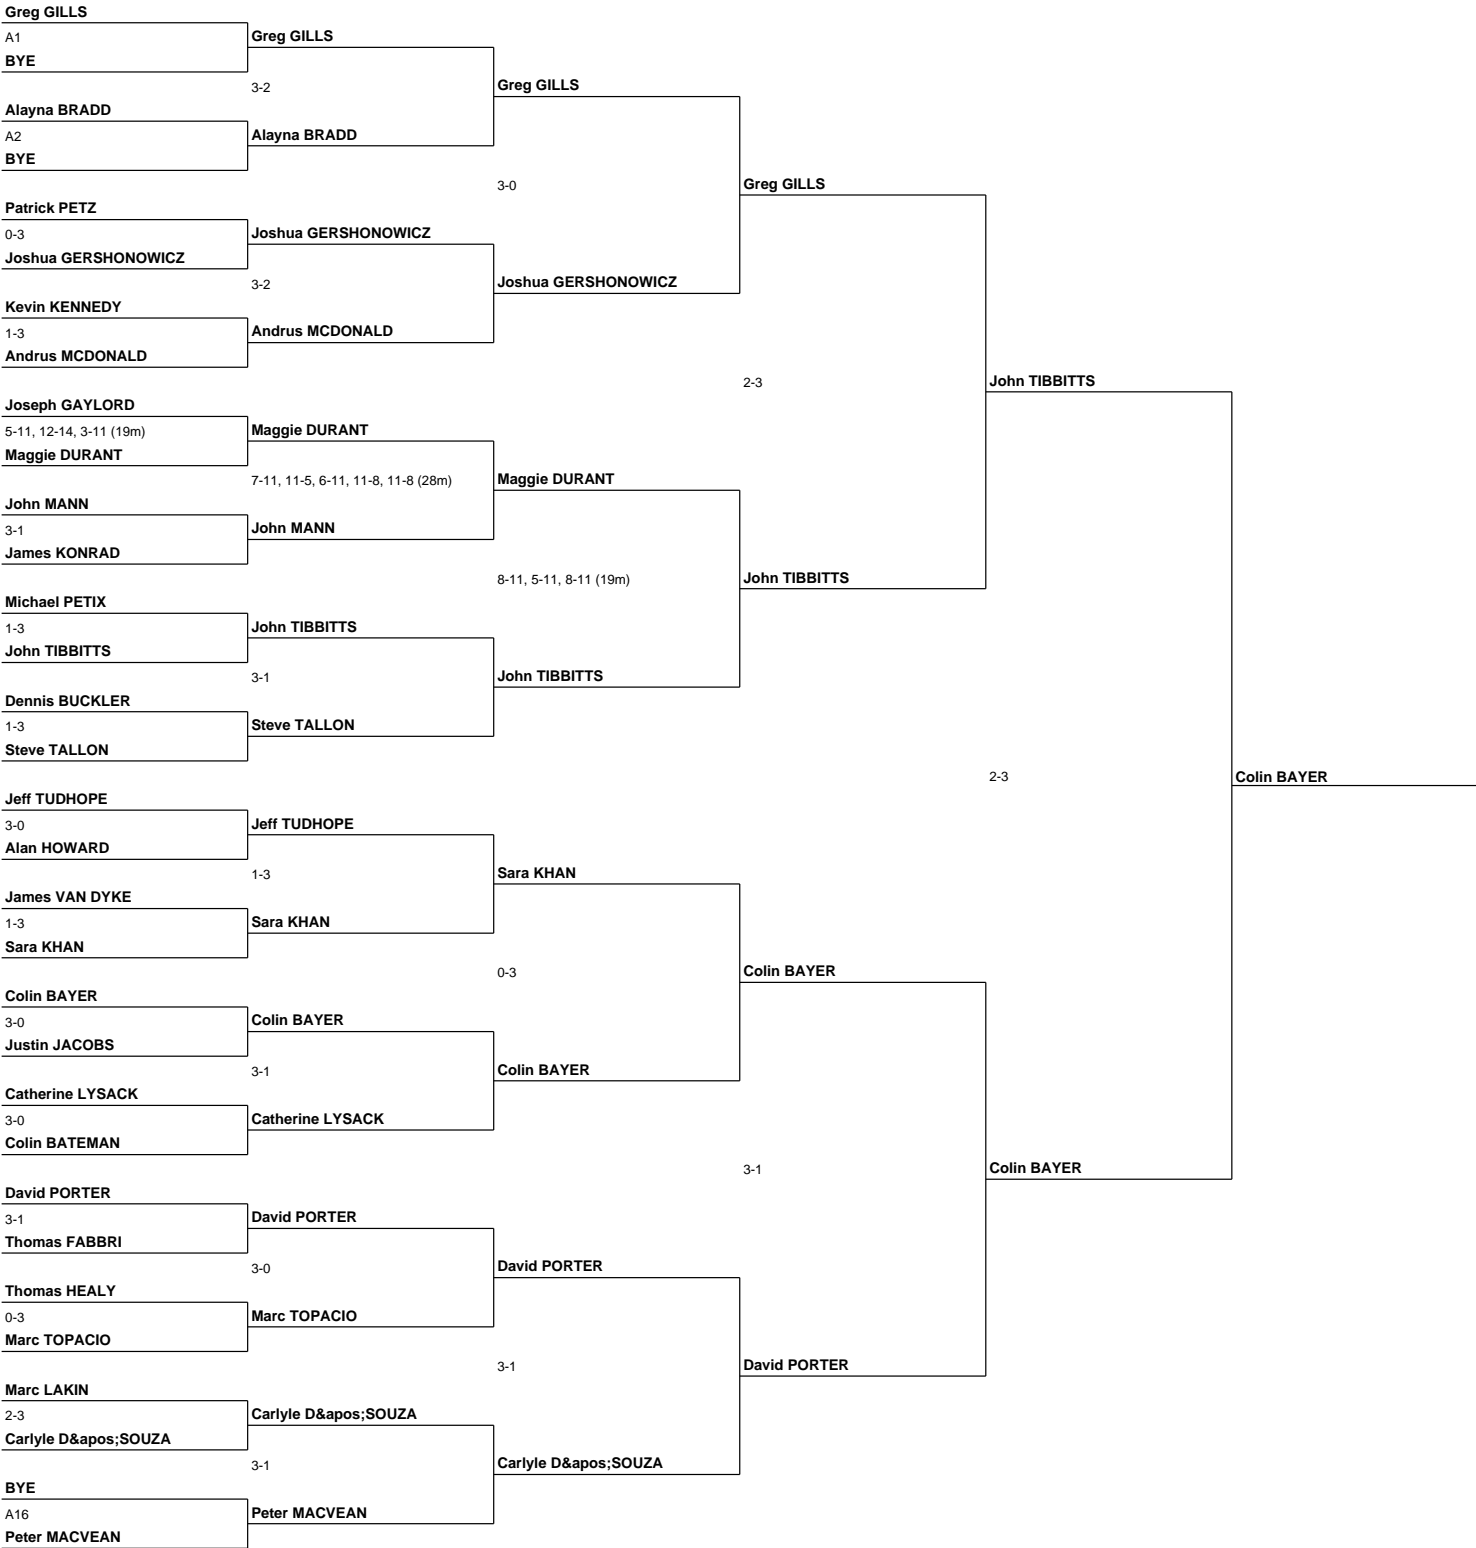 Greg GILLS
A1
Greg GILLS
BYE
3-2
Greg GILLS
Alayna BRADD
A2
Alayna BRADD
BYE
3-0
Greg GILLS
Patrick PETZ
0-3
Joshua GERSHONOWICZ
Joshua GERSHONOWICZ
3-2
Joshua GERSHONOWICZ
Kevin KENNEDY
1-3
Andrus MCDONALD
Andrus MCDONALD
2-3
John TIBBITTS
Joseph GAYLORD
5-11, 12-14, 3-11 (19m)
Maggie DURANT
Maggie DURANT
7-11, 11-5, 6-11, 11-8, 11-8 (28m)
Maggie DURANT
John MANN
3-1
John MANN
James KONRAD
8-11, 5-11, 8-11 (19m)
John TIBBITTS
Michael PETIX
1-3
John TIBBITTS
John TIBBITTS
3-1
John TIBBITTS
Dennis BUCKLER
1-3
Steve TALLON
Steve TALLON
2-3
Colin BAYER
Jeff TUDHOPE
3-0
Jeff TUDHOPE
Alan HOWARD
1-3
Sara KHAN
James VAN DYKE
1-3
Sara KHAN
Sara KHAN
0-3
Colin BAYER
Colin BAYER
3-0
Colin BAYER
Justin JACOBS
3-1
Colin BAYER
Catherine LYSACK
3-0
Catherine LYSACK
Colin BATEMAN
3-1
Colin BAYER
David PORTER
3-1
David PORTER
Thomas FABBRI
3-0
David PORTER
Thomas HEALY
0-3
Marc TOPACIO
Marc TOPACIO
3-1
David PORTER
Marc LAKIN
2-3
Carlyle D&apos;SOUZA
Carlyle D&apos;SOUZA
3-1
Carlyle D&apos;SOUZA
BYE
A16
Peter MACVEAN
Peter MACVEAN